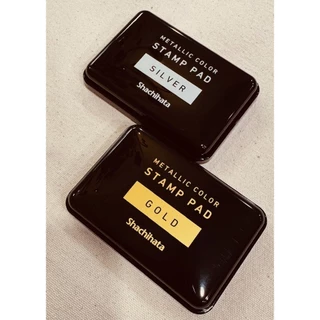 METALLIC COLOR
STAMP PAD
SILVER
Shachihata
METALLIC COLOR
STAMP PAD
GOLD
Shachihata